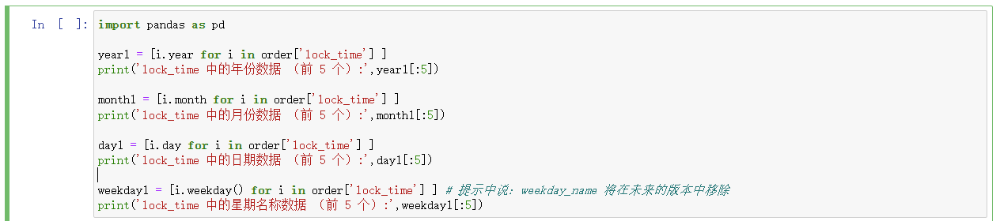 In [ ]: import pandas as pd
year1 = [i.year for i in order['lock_time'] ]
print('lock_time 中的年份数据 （前 5 个）:',year1[:5])
month1 = [i.month for i in order['lock_time'] ]
print('lock_time 中的月份数据 （前 5 个）:',month1[:5])
day1 = [i.day for i in order['lock_time'] ]
print('lock_time 中的日期数据 （前 5 个）:',day1[:5])
weekday1 = [i.weekday() for i in order['lock_time'] ] # 提示中说：weekday_name 将在未来的版本中移除
print('lock_time 中的星期名称数据 （前 5 个）:',weekday1[:5])